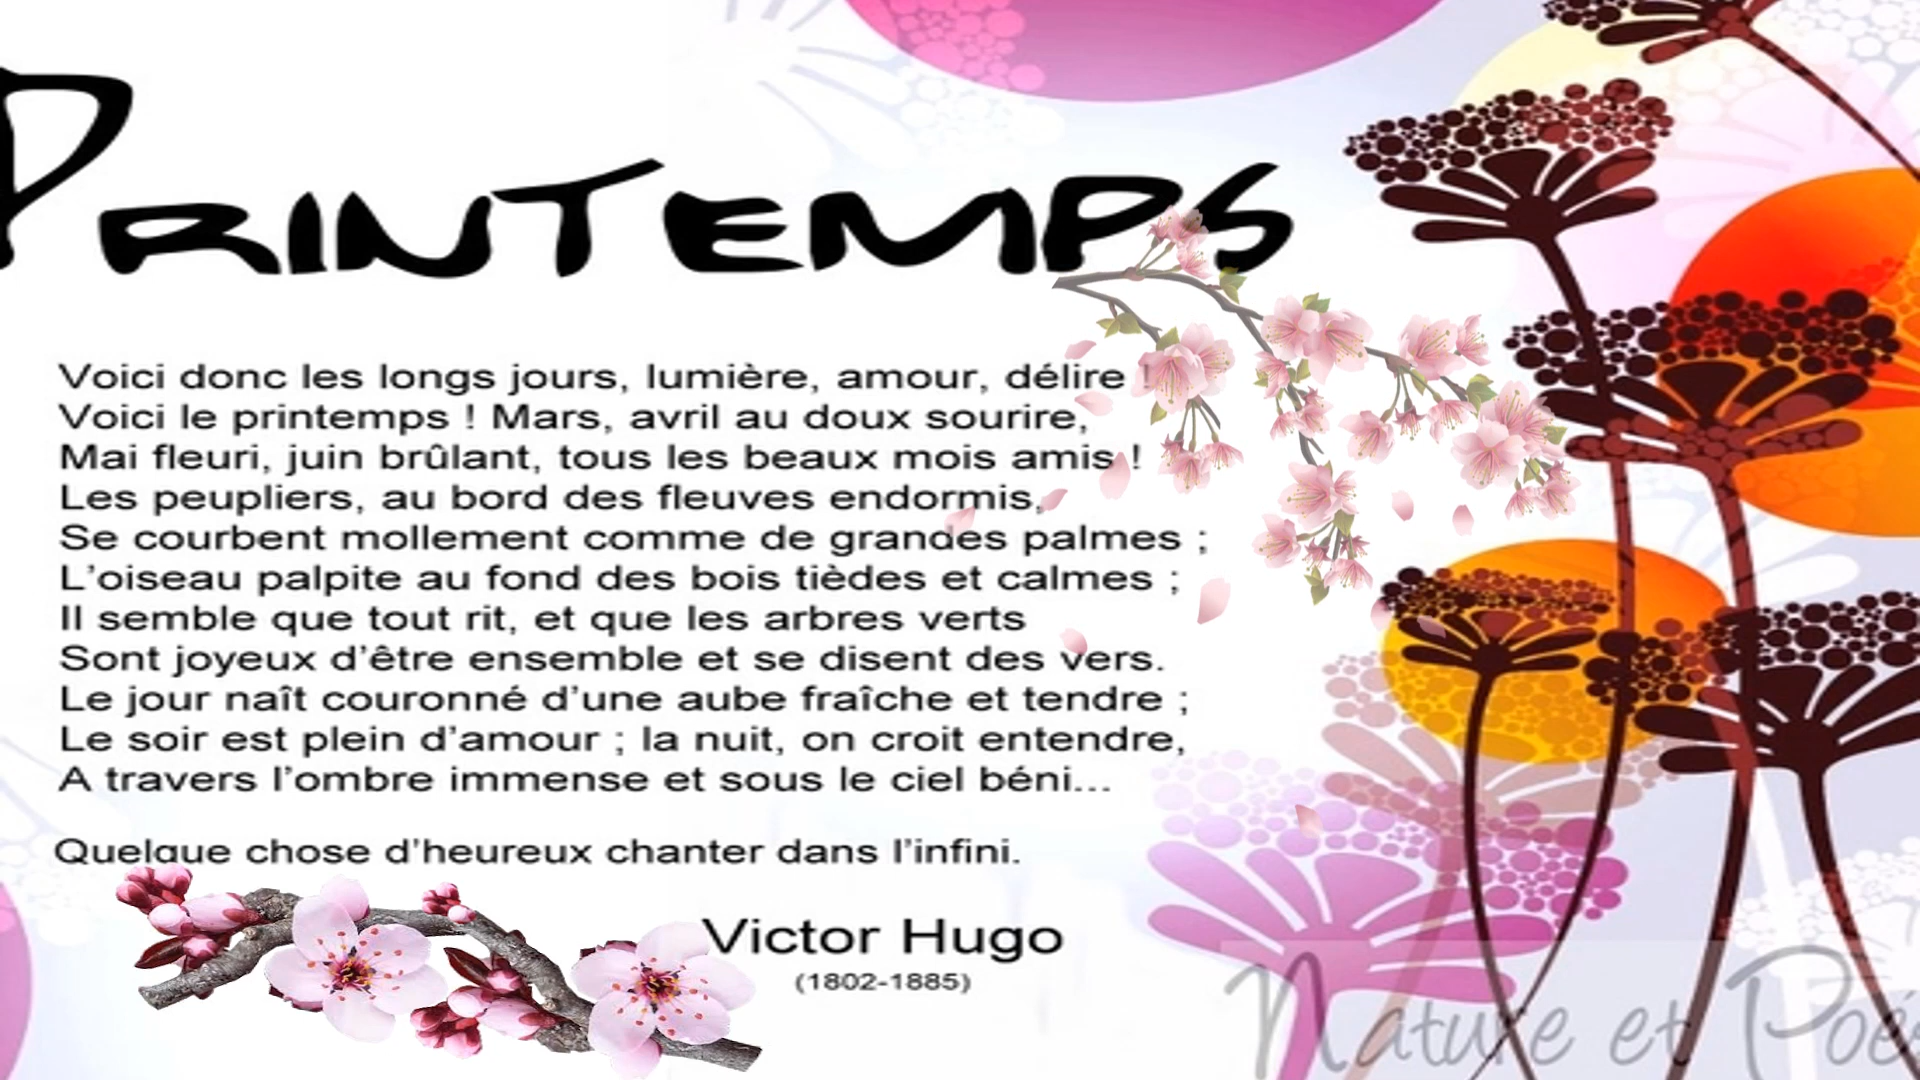 PRINTEMPS
Voici donc les longs jours, lumière, amour, délire !
Voici le printemps ! Mars, avril au doux sourire,
Mai fleuri, juin brûlant, tous les beaux mois amis !
Les peupliers, au bord des fleuves endormis,
Se courbent mollement comme de grandes palmes ;
L’oiseau palpite au fond des bois tièdes et calmes ;
Il semble que tout rit, et que les arbres verts
Sont joyeux d’être ensemble et se disent des vers.
Le jour naît couronné d’une aube fraîche et tendre ;
Le soir est plein d’amour ; la nuit, on croit entendre,
A travers l’ombre immense et sous le ciel béni...
Quelque chose d’heureux chanter dans l’infini.
Victor Hugo
(1802-1885)
Nature et Poé